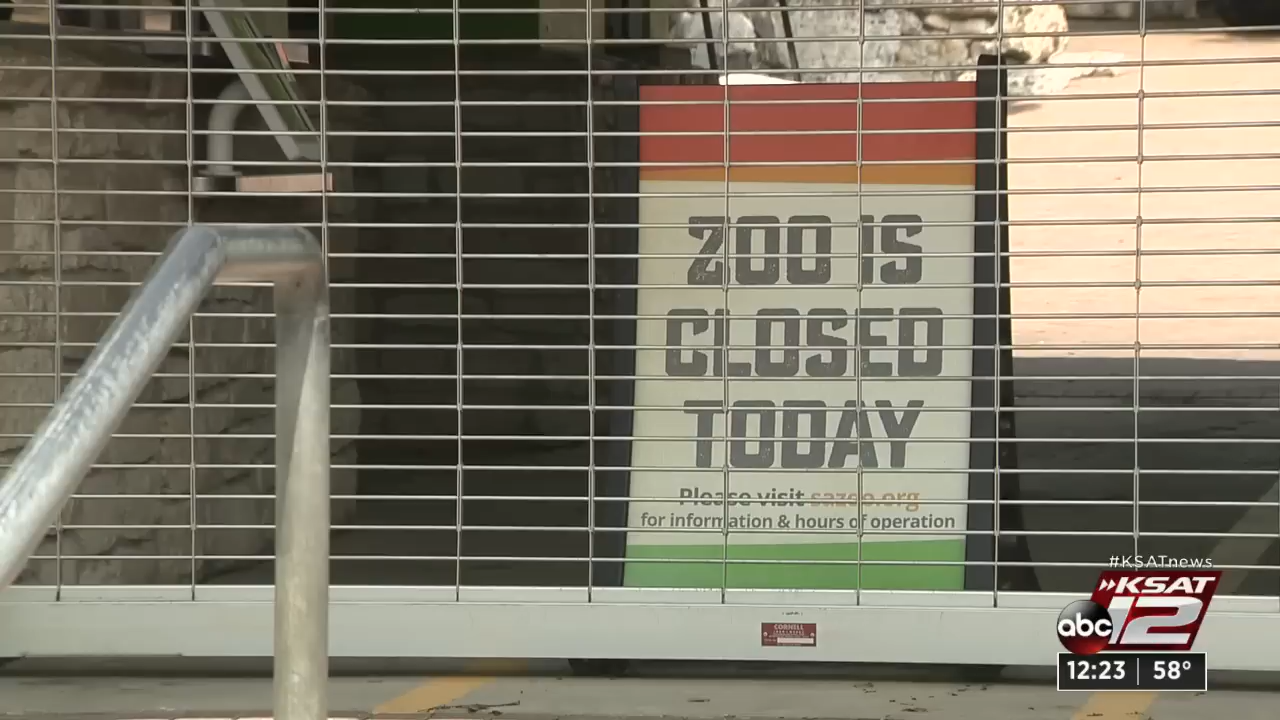 ZOO IS
CLOSED
TODAY
Please visit sazoo.org
for information & hours of operation
CORNELL
#KSATnews
KSAT
abc 12
12:23 58°